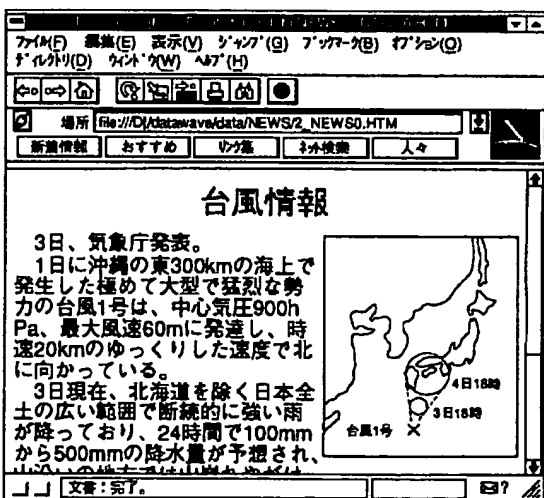 ファイル(F) 編集(E) 表示(V) ジャンプ(G) ブックマーク(B) オプション(O)
ディレクトリ(D) ウィンドウ(W) ヘルプ(H)
場所 file:///D|/datawave/data/NEWS/2_NEWS0.HTM
新着情報 おすすめ リンク集 ネット検索 人々
台風情報
3日、気象庁発表。
1日に沖縄の東300kmの海上で
発生した極めて大型で猛烈な勢
力の台風1号は、中心気圧900h
Pa、最大風速60mに発達し、時
速20kmのゆっくりした速度で北
に向かっている。
3日現在、北海道を除く日本全
土の広い範囲で断続的に強い雨
が降っており、24時間で100mm
から500mmの降水量が予想され、
4日18時
3日18時
台風1号
文書：完了。